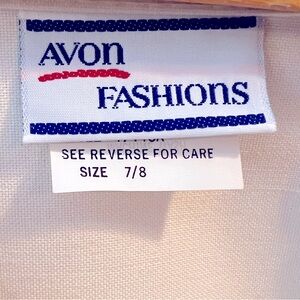 AVON
FASHIONS
SEE REVERSE FOR CARE
SIZE 7/8